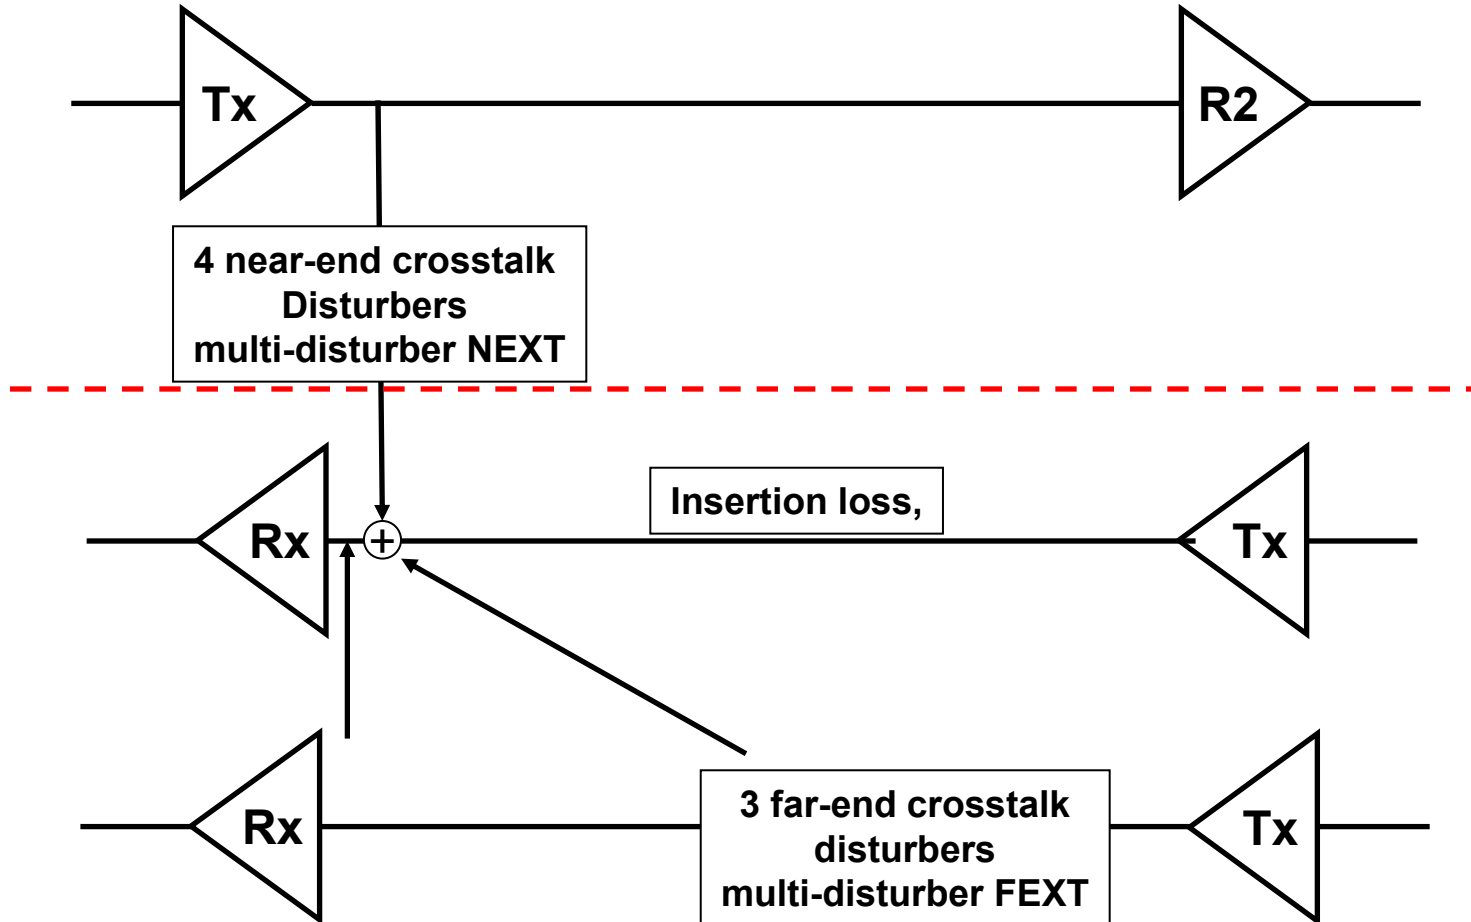 Tx
R2
4 near-end crosstalk
Disturbers
multi-disturber NEXT
Insertion loss,
Rx
+
Tx
Rx
3 far-end crosstalk
disturbers
multi-disturber FEXT
Tx